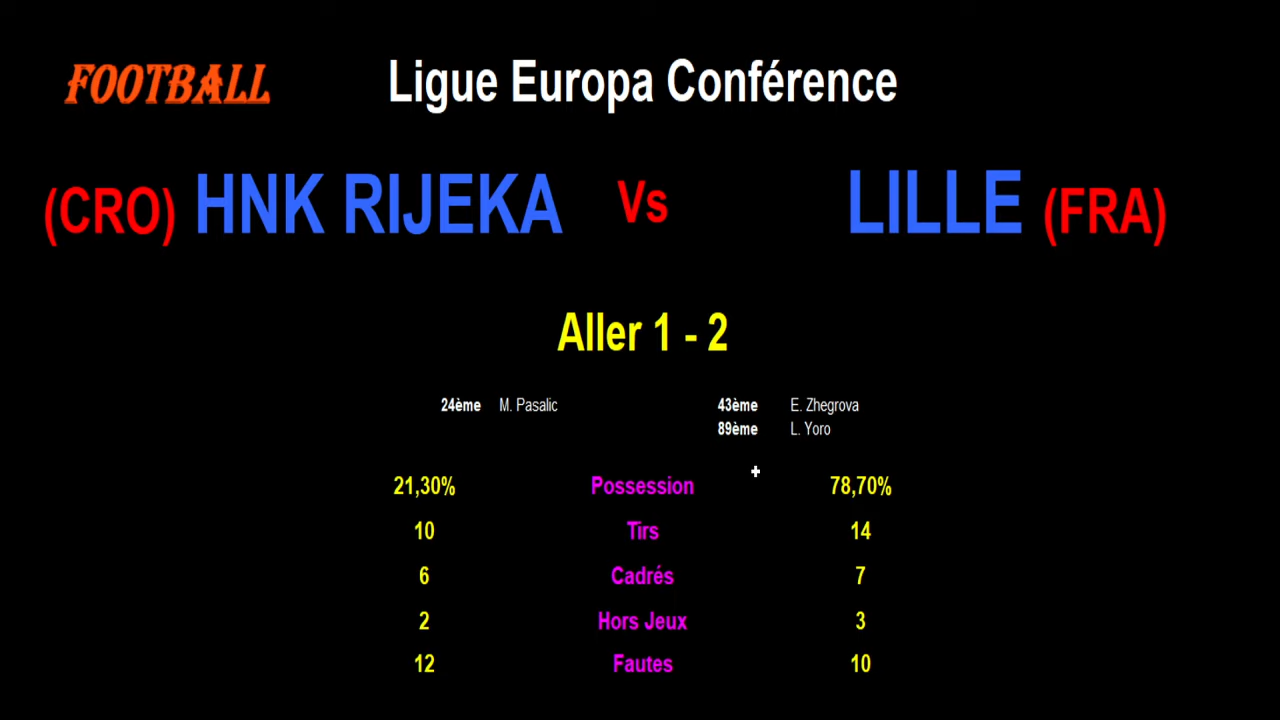 FOOTBALL Ligue Europa Conférence
(CRO) HNK RIJEKA Vs LILLE (FRA)
Aller 1 - 2
24ème M. Pasalic 43ème E. Zhegrova
89ème L. Yoro
21,30% Possession 78,70%
10 Tirs 14
6 Cadrés 7
2 Hors Jeux 3
12 Fautes 10